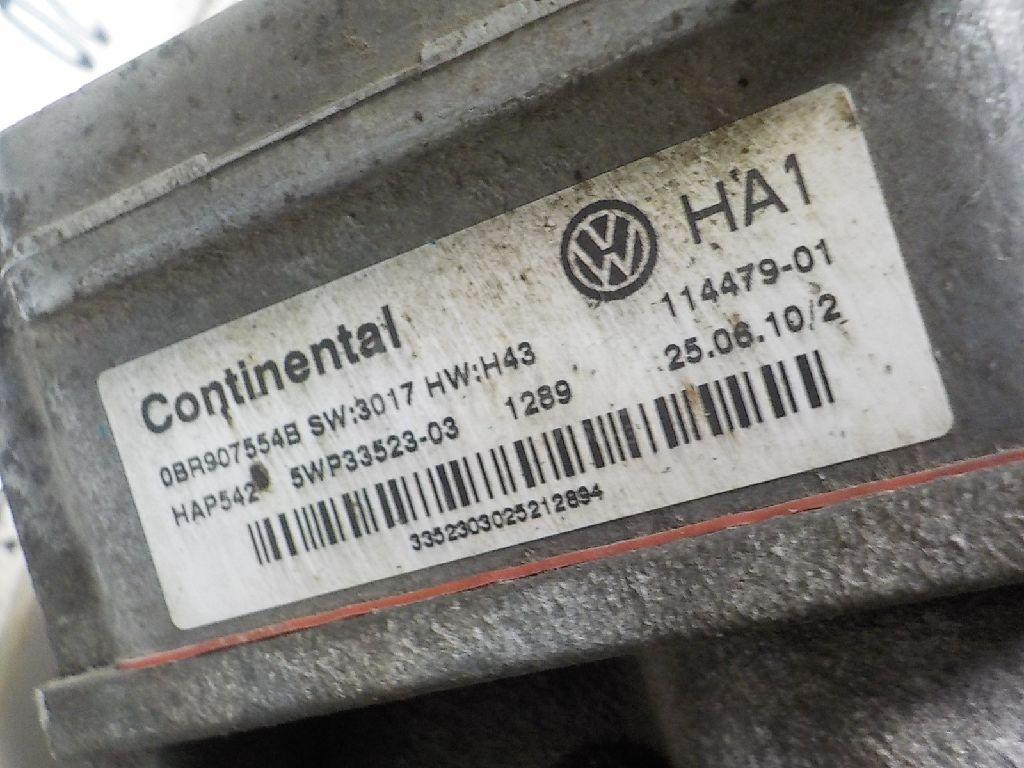 Continental
HA1
114479-01
0BR907554B SW:3017 HW:H43
25.06.10/2
HAP542 5WP33523-03 1289
3352303025212894